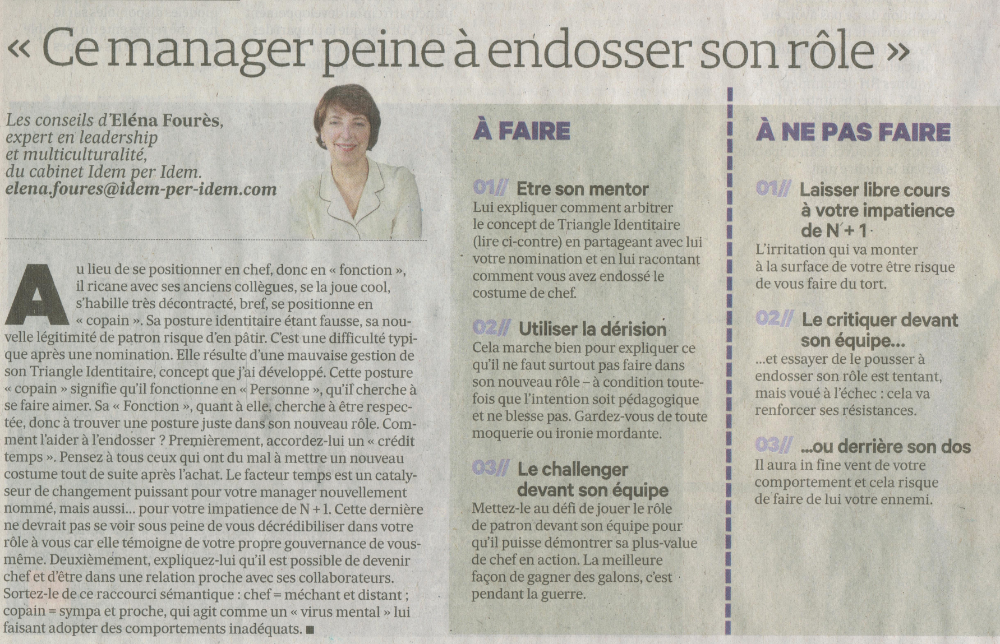 « Ce manager peine à endosser son rôle »
Les conseils d'Eléna Fourès,
expert en leadership
et multiculturalité,
du cabinet Idem per Idem.
elena.foures@idem-per-idem.com
Au lieu de se positionner en chef, donc en « fonction »,
il ricane avec ses anciens collègues, se la joue cool,
s'habille très décontracté, bref, se positionne en
« copain ». Sa posture identitaire étant fausse, sa nou-
velle légitimité de patron risque d'en pâtir. C'est une difficulté typi-
que après une nomination. Elle résulte d'une mauvaise gestion de
son Triangle Identitaire, concept que j'ai développé. Cette posture
« copain » signifie qu'il fonctionne en « Personne », qu'il cherche à
se faire aimer. Sa « Fonction », quant à elle, cherche à être respec-
tée, donc à trouver une posture juste dans son nouveau rôle. Com-
ment l'aider à l'endosser ? Premièrement, accordez-lui un « crédit
temps ». Pensez à tous ceux qui ont du mal à mettre un nouveau
costume tout de suite après l'achat. Le facteur temps est un cataly-
seur de changement puissant pour votre manager nouvellement
nommé, mais aussi... pour votre impatience de N + 1. Cette dernière
ne devrait pas se voir sous peine de vous décrédibiliser dans votre
rôle à vous car elle témoigne de votre propre gouvernance de vous-
même. Deuxièmement, expliquez-lui qu'il est possible de devenir
chef et d'être dans une relation proche avec ses collaborateurs.
Sortez-le de ce raccourci sémantique : chef = méchant et distant ;
copain = sympa et proche, qui agit comme un « virus mental » lui
faisant adopter des comportements inadéquats. ■
À FAIRE
01// Etre son mentor
Lui expliquer comment arbitrer
le concept de Triangle Identitaire
(lire ci-contre) en partageant avec lui
votre nomination et en lui racontant
comment vous avez endossé le
costume de chef.
02// Utiliser la dérision
Cela marche bien pour expliquer ce
qu'il ne faut surtout pas faire dans
son nouveau rôle – à condition toute-
fois que l'intention soit pédagogique
et ne blesse pas. Gardez-vous de toute
moquerie ou ironie mordante.
03// Le challenger
devant son équipe
Mettez-le au défi de jouer le rôle
de patron devant son équipe pour
qu'il puisse démontrer sa plus-value
de chef en action. La meilleure
façon de gagner des galons, c'est
pendant la guerre.
À NE PAS FAIRE
01// Laisser libre cours
à votre impatience
de N + 1
L'irritation qui va monter
à la surface de votre être risque
de vous faire du tort.
02// Le critiquer devant
son équipe...
...et essayer de le pousser à
endosser son rôle est tentant,
mais voué à l'échec : cela va
renforcer ses résistances.
03// ...ou derrière son dos
Il aura in fine vent de votre
comportement et cela risque
de faire de lui votre ennemi.